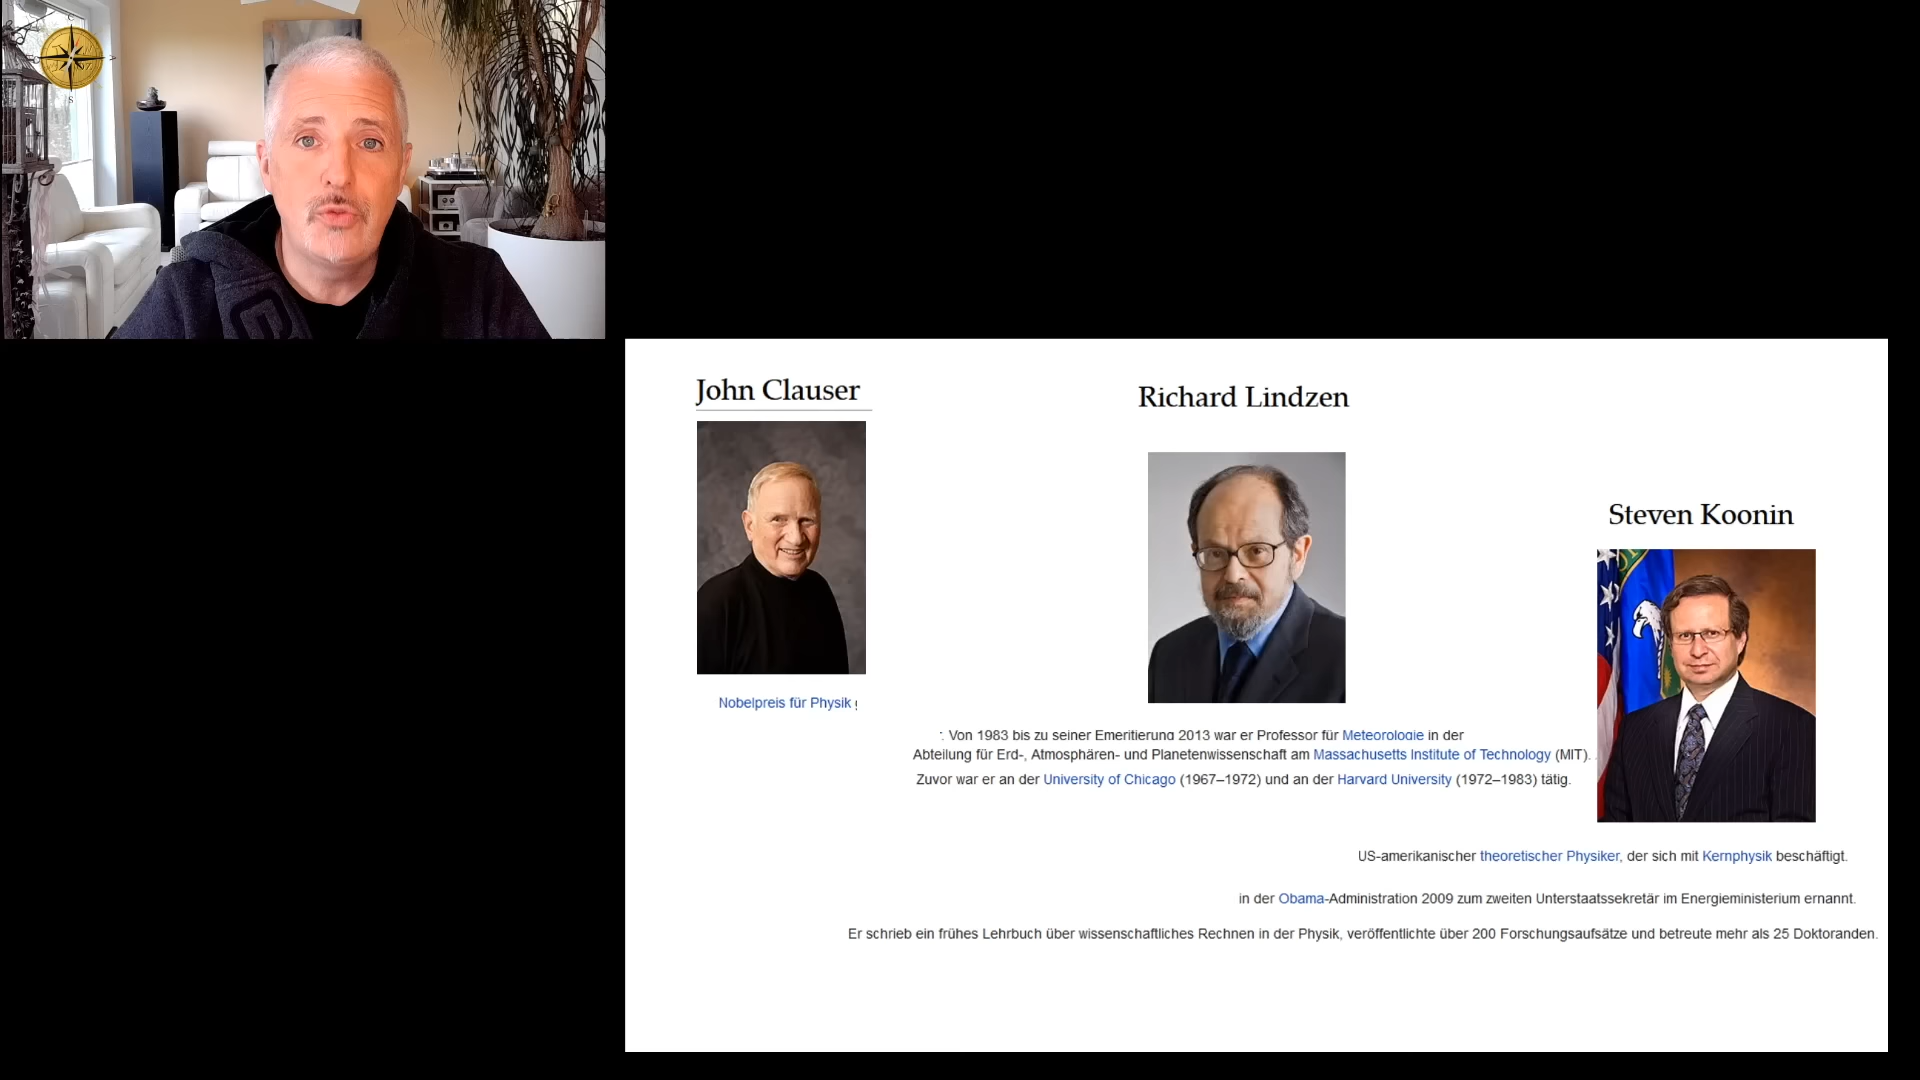 S
John Clauser
Nobelpreis für Physik
Richard Lindzen
Von 1983 bis zu seiner Emeritierung 2013 war er Professor für Meteorologie in der
Abteilung für Erd-, Atmosphären- und Planetenwissenschaft am Massachusetts Institute of Technology (MIT).
Zuvor war er an der University of Chicago (1967–1972) und an der Harvard University (1972–1983) tätig.
Steven Koonin
US-amerikanischer theoretischer Physiker, der sich mit Kernphysik beschäftigt.
in der Obama-Administration 2009 zum zweiten Unterstaatssekretär im Energieministerium ernannt.
Er schrieb ein frühes Lehrbuch über wissenschaftliches Rechnen in der Physik, veröffentlichte über 200 Forschungsaufsätze und betreute mehr als 25 Doktoranden.